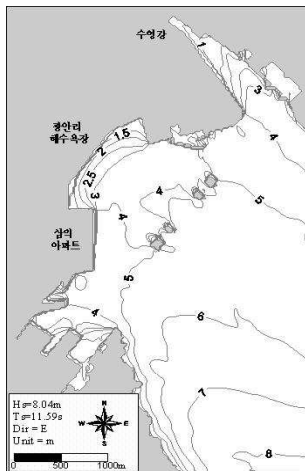 수영강
1
3
광안리
해수욕장
1.5
2
2.5
3
4
4
4
5
삼익
아파트
5
4
6
7
8
Hs=8.04m
Ts=11.59s
Dir = E
Unit = m
N
W E
S
0 500 1000m